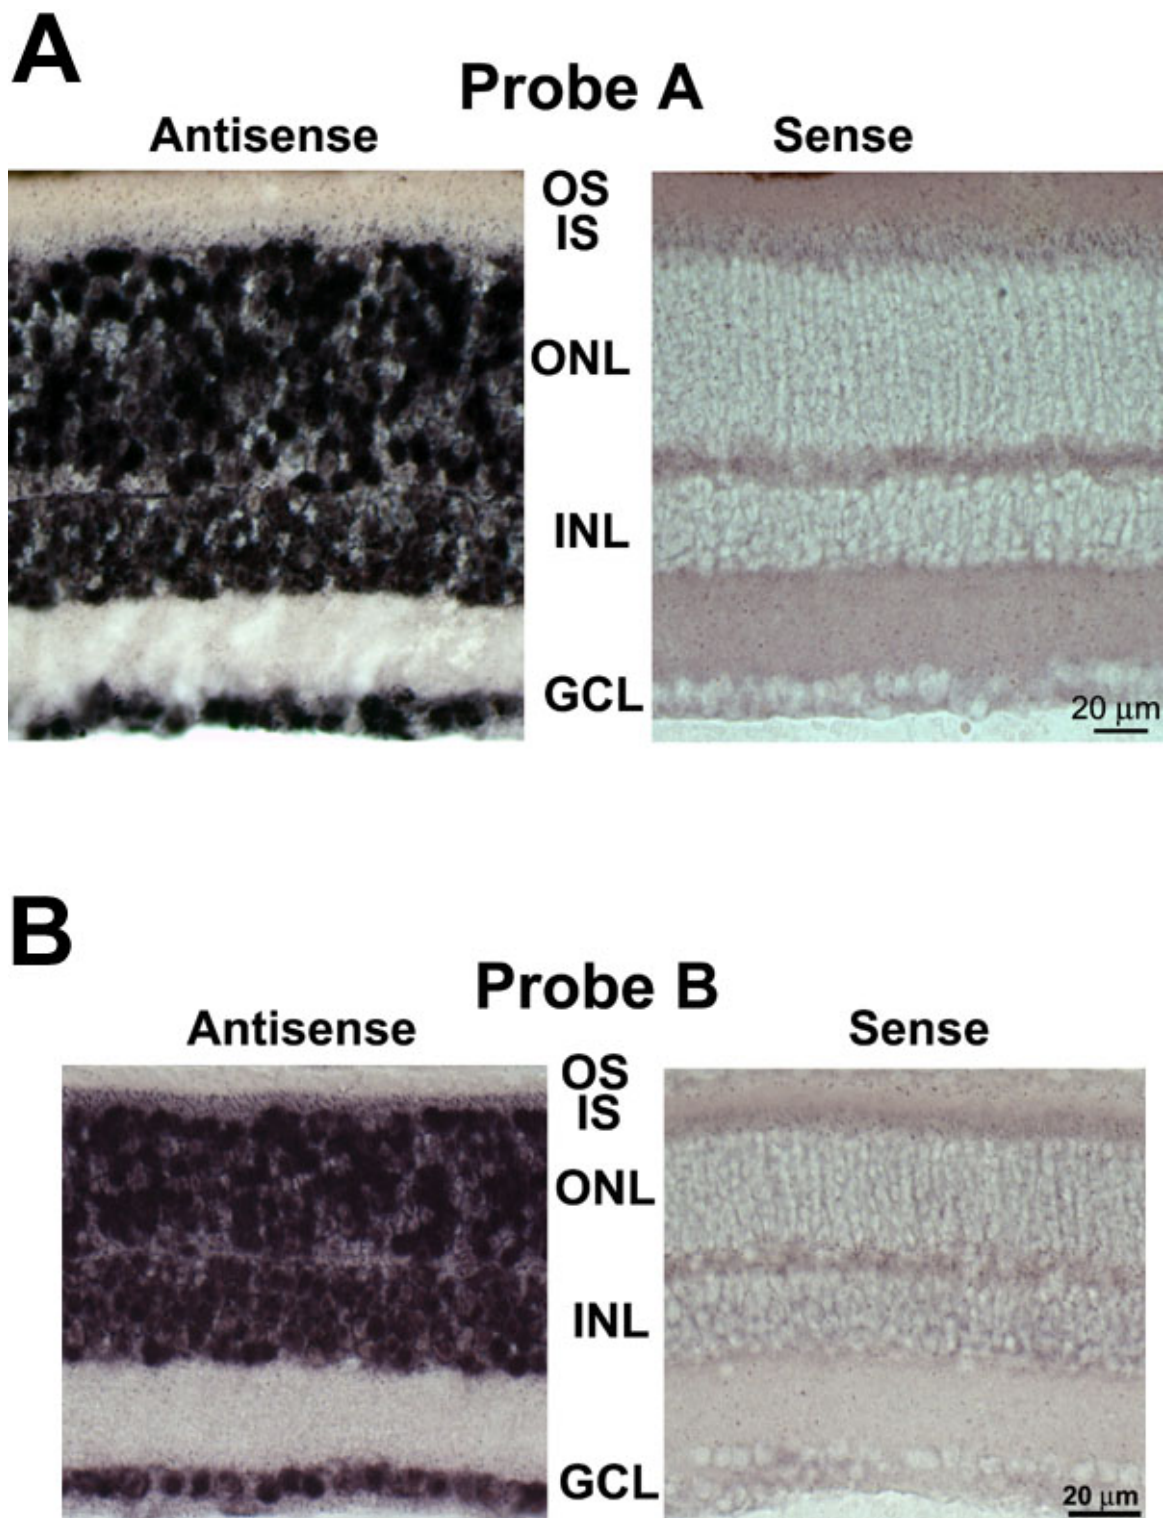 A
Probe A
Antisense
Sense
OS
IS
ONL
INL
GCL
20 μm
B
Probe B
Antisense
Sense
OS
IS
ONL
INL
GCL
20 μm